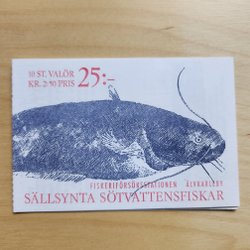 10 ST. VALÖR
KR. 2:50 PRIS 25:-
FISKERIFÖRSÖKSSTATIONEN ÄLVKARLEBY
SÄLLSYNTA SÖTVATTENSFISKAR